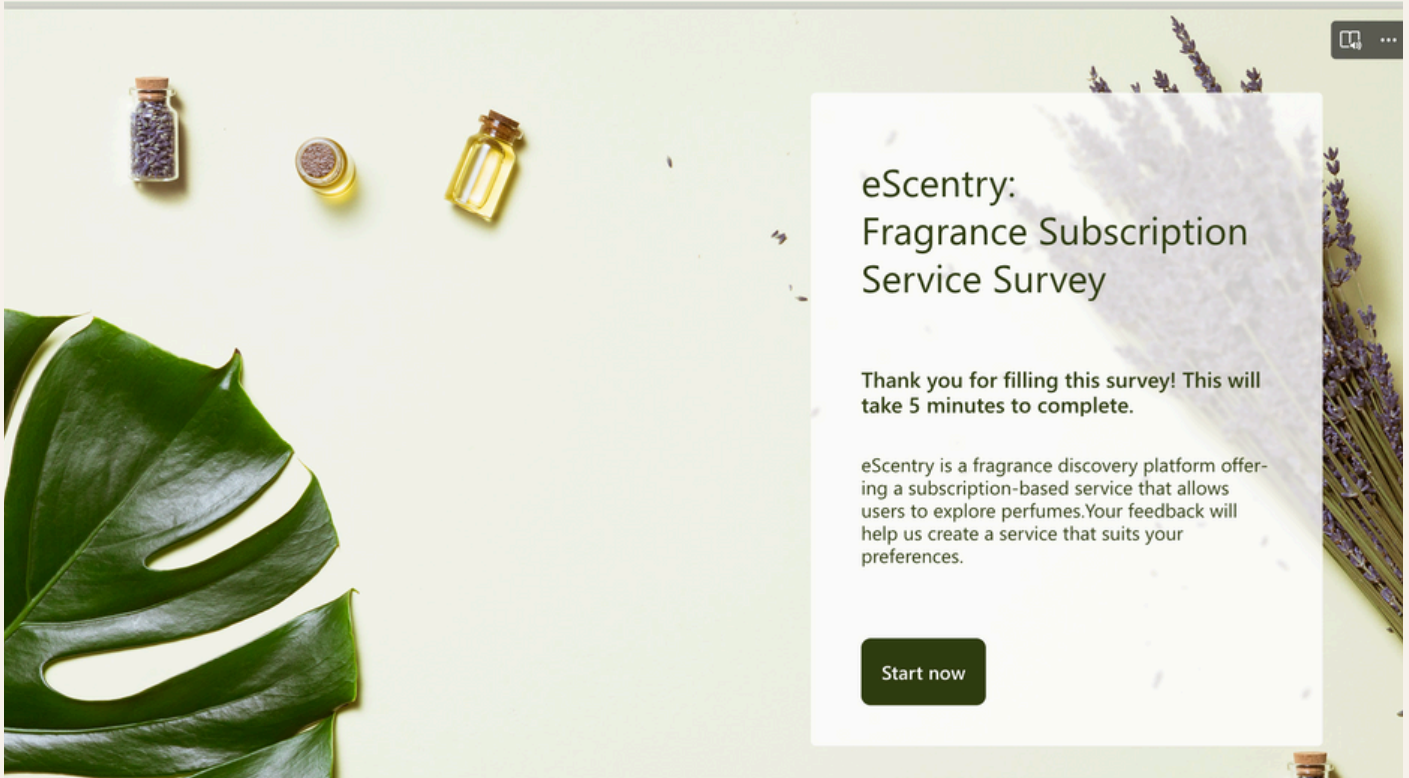 eScentry:
Fragrance Subscription
Service Survey
Thank you for filling this survey! This will
take 5 minutes to complete.
eScentry is a fragrance discovery platform offer-
ing a subscription-based service that allows
users to explore perfumes.Your feedback will
help us create a service that suits your
preferences.
Start now